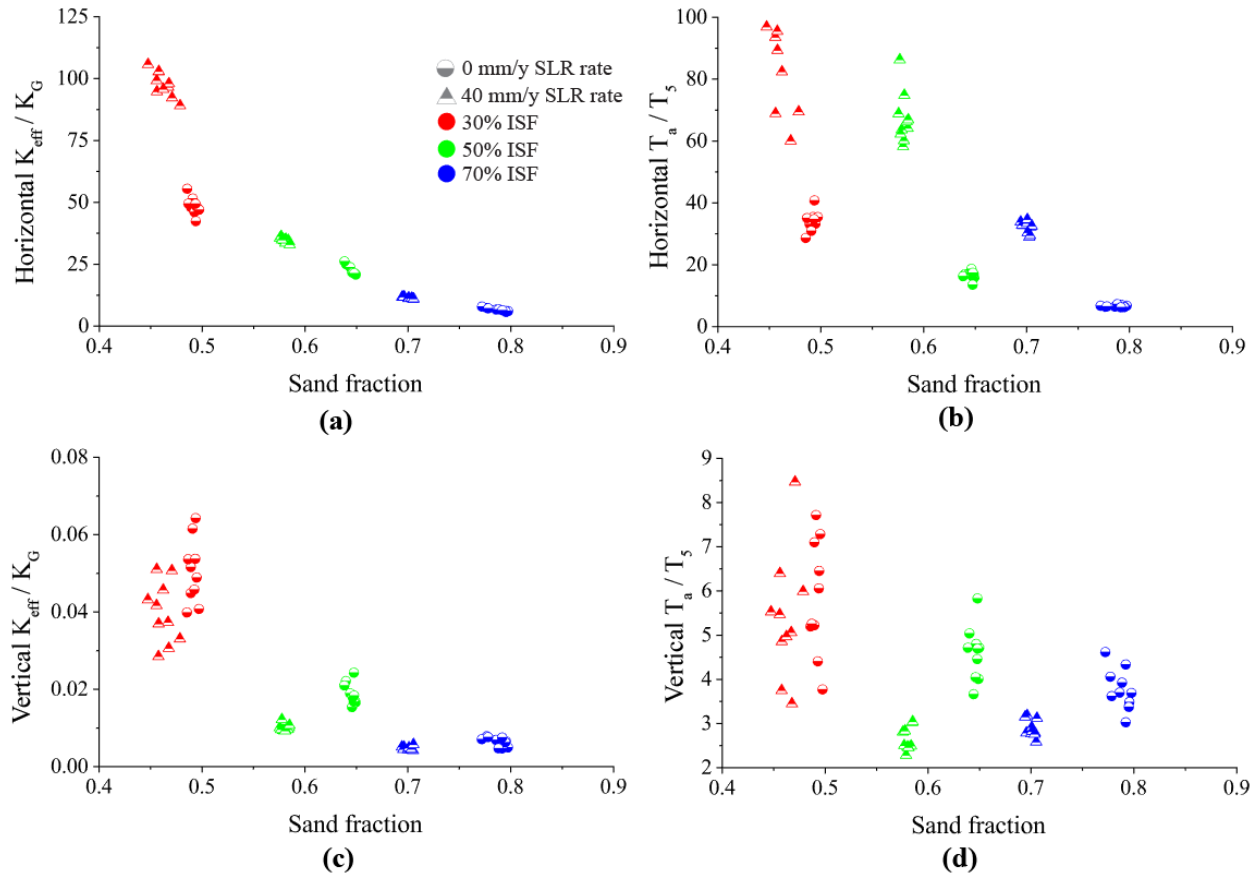 125
100
75
50
25
0
Horizontal K_eff / K_G
0.4 0.5 0.6 0.7 0.8 0.9
Sand fraction
(a)
0 mm/y SLR rate
40 mm/y SLR rate
30% ISF
50% ISF
70% ISF
100
80
60
40
20
0
Horizontal T_a / T_5
0.4 0.5 0.6 0.7 0.8 0.9
Sand fraction
(b)
0.08
0.06
0.04
0.02
0.00
Vertical K_eff / K_G
0.4 0.5 0.6 0.7 0.8 0.9
Sand fraction
(c)
9
8
7
6
5
4
3
2
Vertical T_a / T_5
0.4 0.5 0.6 0.7 0.8 0.9
Sand fraction
(d)